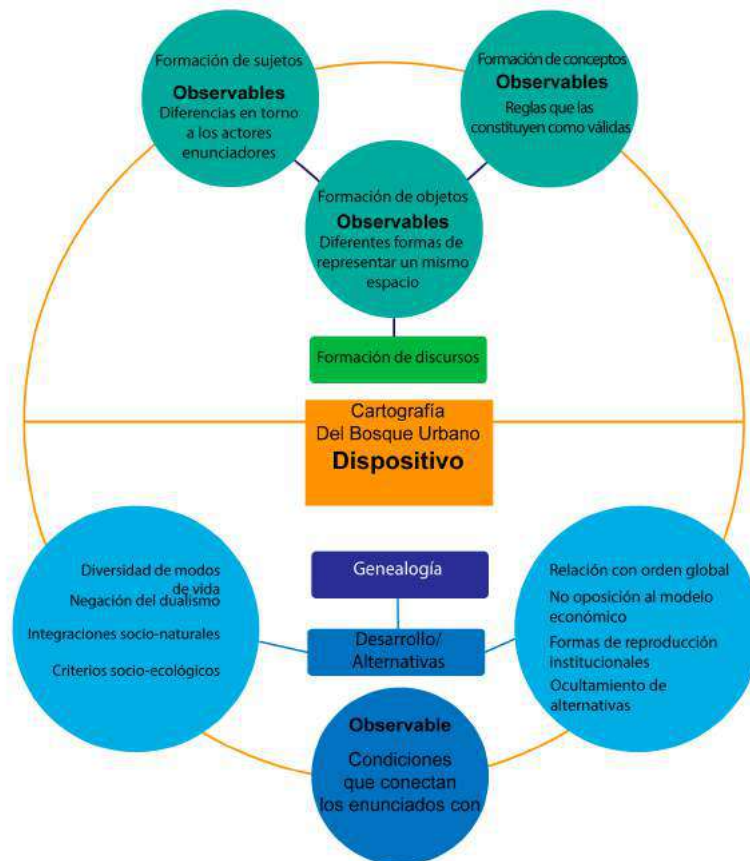 Formación de sujetos
Observables
Diferencias en torno
a los actores
enunciadores
Formación de conceptos
Observables
Reglas que las
constituyen como válidas
Formación de objetos
Observables
Diferentes formas de
representar un mismo
espacio
Formación de discursos
Cartografía
Del Bosque Urbano
Dispositivo
Genealogía
Desarrollo/
Alternativas
Diversidad de modos
de vida
Negación del dualismo
Integraciones socio-naturales
Criterios socio-ecológicos
Relación con orden global
No oposición al modelo
económico
Formas de reproducción
institucionales
Ocultamiento de
alternativas
Observable
Condiciones
que conectan
los enunciados con